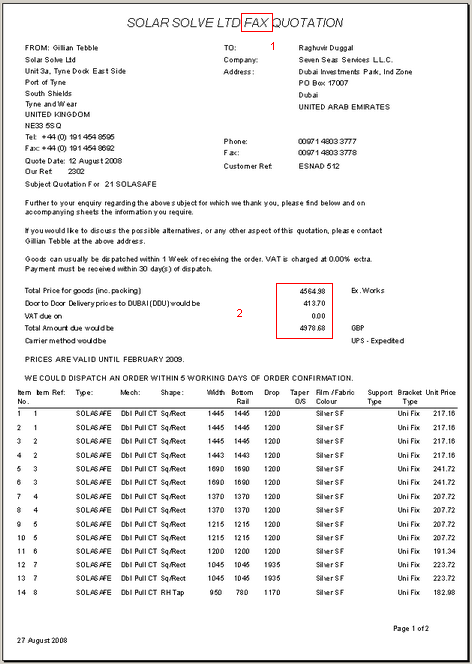 SOLAR SOLVE LTD FAX QUOTATION
1
FROM: Gillian Tebble
TO: Raghuvir Duggal
Solar Solve Ltd
Company: Seven Seas Services L.L.C.
Unit 3a, Tyne Dock East Side
Address: Dubai Investments Park, Ind Zone
Port of Tyne
PO Box 17007
South Shields
Dubai
Tyne and Wear
UNITED ARAB EMIRATES
UNITED KINGDOM
NE33 5SQ
Tel: +44 (0) 191 454 8595
Phone: 00971 4803 3777
Fax: +44 (0) 191 454 8692
Fax: 00971 4803 3778
Quote Date: 12 August 2008
Customer Ref: ESNAD 512
Our Ref: 2302
Subject Quotation For 21 SOLASAFE
Further to your enquiry regarding the above subject for which we thank you, please find below and on
accompanying sheets the information you require.
If you would like to discuss the possible alternatives, or any other aspect of this quotation, please contact
Gillian Tebble at the above address.
Goods can usually be dispatched within 1 Week of receiving the order. VAT is charged at 0.00% extra.
Payment must be received within 30 day(s) of dispatch.
Total Price for goods (inc. packing) 4564.98 Ex. Works
Door to Door Delivery prices to DUBAI (DDU) would be 413.70
VAT due on 0.00
2
Total Amount due would be 4978.68 GBP
Carrier method would be UPS - Expedited
PRICES ARE VALID UNTIL FEBRUARY 2009.
WE COULD DISPATCH AN ORDER WITHIN 5 WORKING DAYS OF ORDER CONFIRMATION.
Item No. Item Ref: Type: Mech: Shape: Width Bottom Rail Drop Taper O/S Film / Fabric Colour Support Type Bracket Type Unit Price
1 1 SOLASAFE Dbl Pull CT Sq/Rect 1445 1445 1200 Silver SF Uni Fix 217.16
2 1 SOLASAFE Dbl Pull CT Sq/Rect 1445 1445 1200 Silver SF Uni Fix 217.16
3 2 SOLASAFE Dbl Pull CT Sq/Rect 1445 1445 1200 Silver SF Uni Fix 217.16
4 2 SOLASAFE Dbl Pull CT Sq/Rect 1443 1443 1200 Silver SF Uni Fix 217.16
5 3 SOLASAFE Dbl Pull CT Sq/Rect 1690 1690 1200 Silver SF Uni Fix 241.72
6 3 SOLASAFE Dbl Pull CT Sq/Rect 1690 1690 1200 Silver SF Uni Fix 241.72
7 4 SOLASAFE Dbl Pull CT Sq/Rect 1370 1370 1200 Silver SF Uni Fix 207.72
8 4 SOLASAFE Dbl Pull CT Sq/Rect 1370 1370 1200 Silver SF Uni Fix 207.72
9 5 SOLASAFE Dbl Pull CT Sq/Rect 1215 1215 1200 Silver SF Uni Fix 207.72
10 5 SOLASAFE Dbl Pull CT Sq/Rect 1215 1215 1200 Silver SF Uni Fix 207.72
11 6 SOLASAFE Dbl Pull CT Sq/Rect 1200 1200 1200 Silver SF Uni Fix 191.34
12 7 SOLASAFE Dbl Pull CT Sq/Rect 1045 1045 1935 Silver SF Uni Fix 223.72
13 7 SOLASAFE Dbl Pull CT Sq/Rect 1045 1045 1935 Silver SF Uni Fix 223.72
14 8 SOLASAFE Dbl Pull CT RH Tap 950 780 1170 Silver SF Uni Fix 182.98
Page 1 of 2
27 August 2008